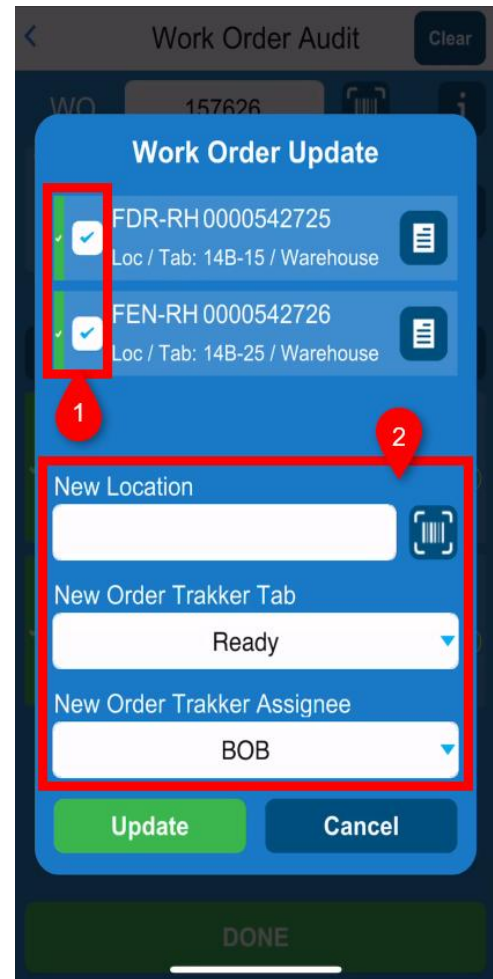 Work Order Audit
Clear
WO
157626
i
Work Order Update
FDR-RH 0000542725
Loc / Tab: 14B-15 / Warehouse
FEN-RH 0000542726
Loc / Tab: 14B-25 / Warehouse
1
2
New Location
New Order Trakker Tab
Ready
New Order Trakker Assignee
BOB
Update
Cancel
DONE